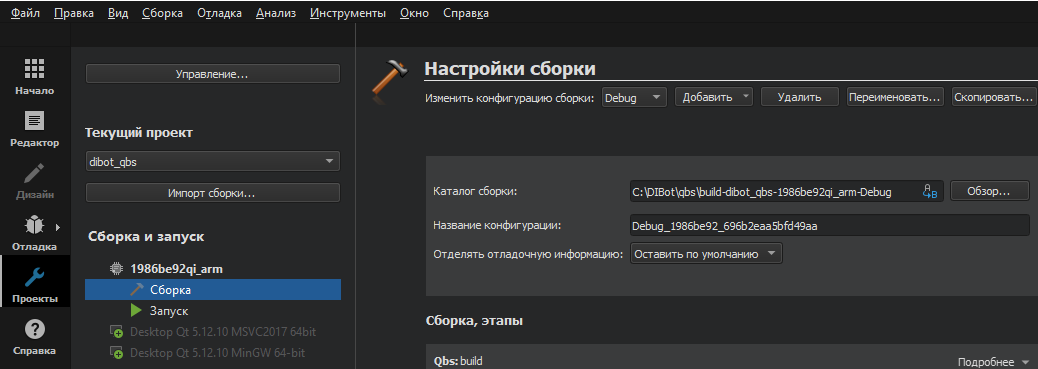 Файл Правка Вид Сборка Отладка Анализ Инструменты Окно Справка
Начало
Редактор
Дизайн
Отладка
Проекты
Справка
Управление...
Текущий проект
dibot_qbs
Импорт сборки...
Сборка и запуск
1986be92qi_arm
Сборка
Запуск
Desktop Qt 5.12.10 MSVC2017 64bit
Desktop Qt 5.12.10 MinGW 64-bit
Настройки сборки
Изменить конфигурацию сборки: Debug Добавить Удалить Переименовать... Скопировать...
Каталог сборки: C:\DIBot\qbs\build-dibot_qbs-1986be92qi_arm-Debug Обзор...
Название конфигурации: Debug_1986be92_696b2eaa5bfd49aa
Отделять отладочную информацию: Оставить по умолчанию
Сборка, этапы
Qbs: build Подробнее